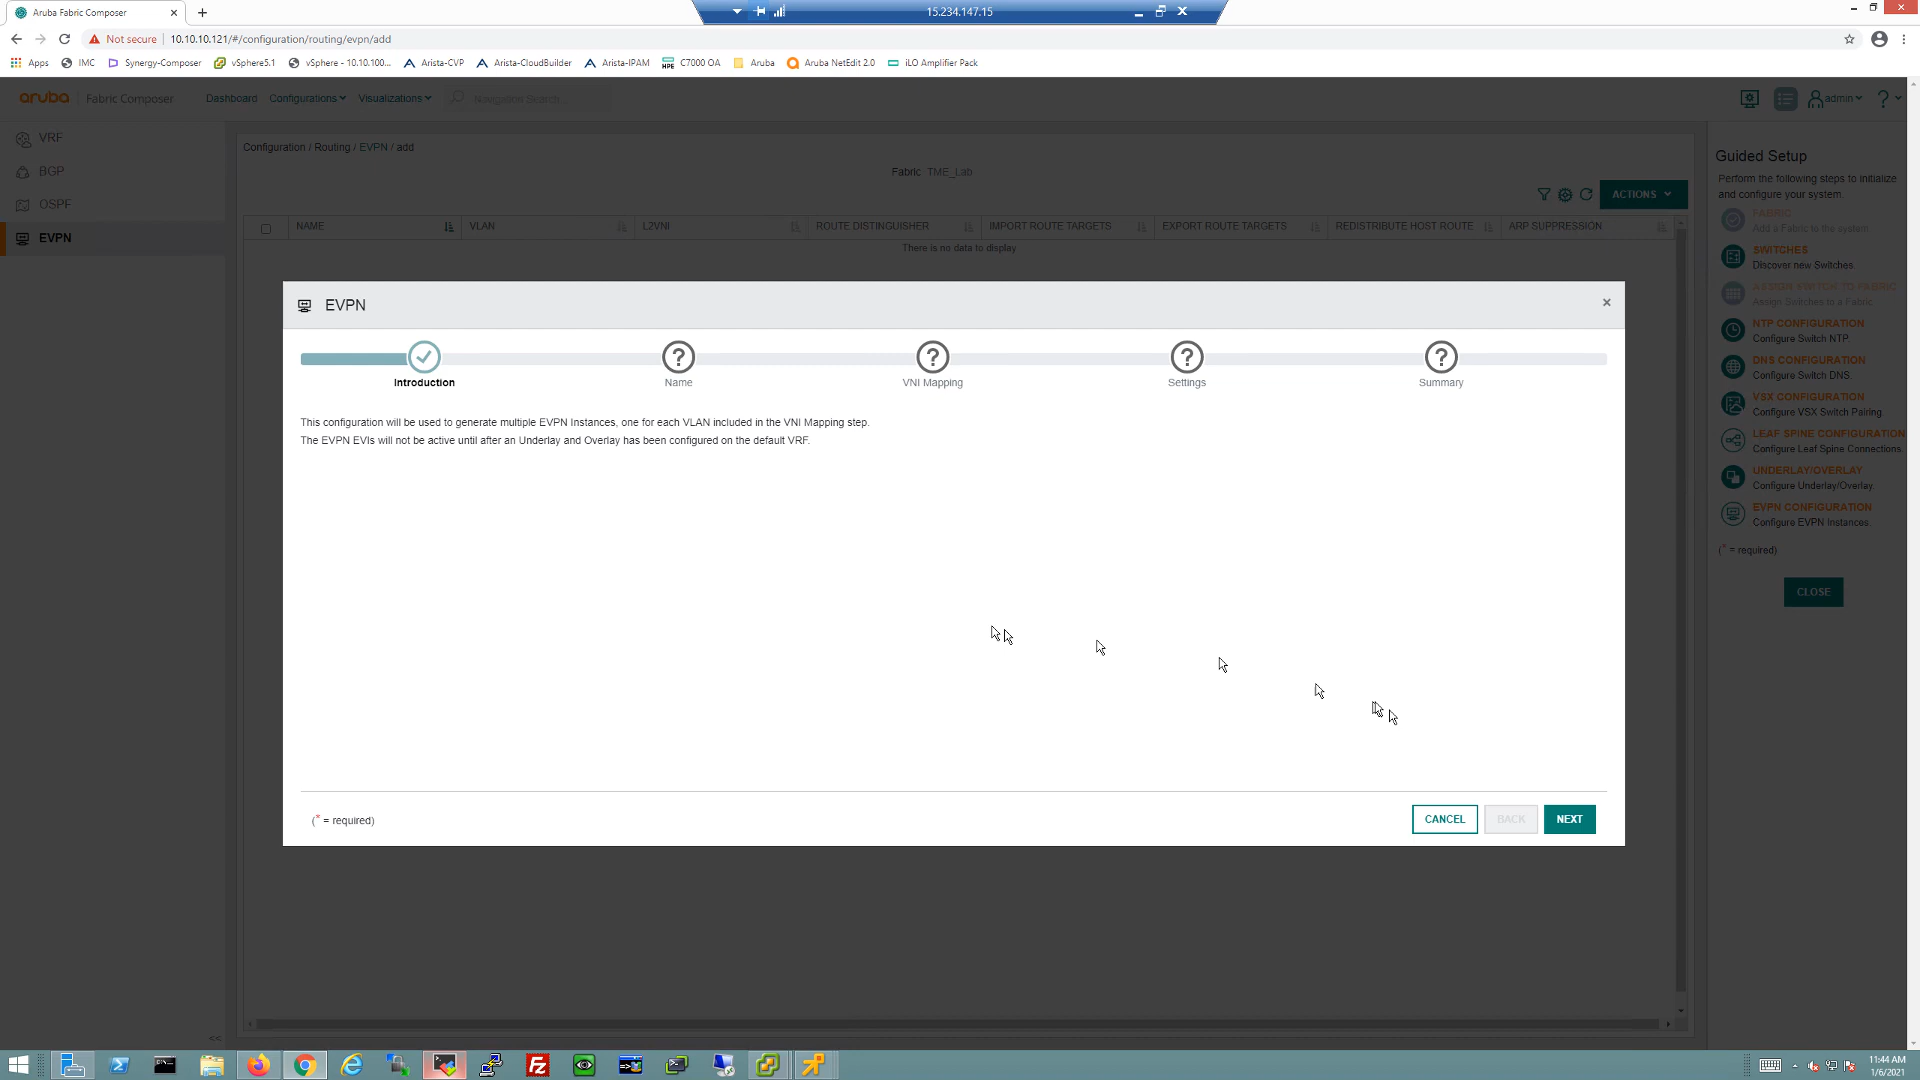 Aruba Fabric Composer
15.234.147.15
Not secure
10.10.10.121/#/configuration/routing/evpn/add
Apps
IMC
Synergy-Composer
vSphere5.1
vSphere - 10.10.100...
Arista-CVP
Arista-CloudBuilder
Arista-IPAM
C7000 OA
Aruba
Aruba NetEdit 2.0
iLO Amplifier Pack
aruba
Fabric Composer
Dashboard
Configurations
Visualizations
Navigation Search...
admin
?
VRF
BGP
OSPF
EVPN
Configuration / Routing / EVPN / add
Fabric TME_Lab
ACTIONS
NAME
VLAN
L2VNI
ROUTE DISTINGUISHER
IMPORT ROUTE TARGETS
EXPORT ROUTE TARGETS
REDISTRIBUTE HOST ROUTE
ARP SUPPRESSION
There is no data to display
EVPN
×
Introduction
? Name
? VNI Mapping
? Settings
? Summary
This configuration will be used to generate multiple EVPN Instances, one for each VLAN included in the VNI Mapping step.
The EVPN EVIs will not be active until after an Underlay and Overlay has been configured on the default VRF.
(* = required)
CANCEL
BACK
NEXT
Guided Setup
Perform the following steps to initialize
and configure your system.
FABRIC
Add a Fabric to the system
SWITCHES
Discover new Switches.
ASSIGN SWITCH TO FABRIC
Assign Switches to a Fabric
NTP CONFIGURATION
Configure Switch NTP.
DNS CONFIGURATION
Configure Switch DNS.
VSX CONFIGURATION
Configure VSX Switch Pairing.
LEAF SPINE CONFIGURATION
Configure Leaf Spine Connections.
UNDERLAY/OVERLAY
Configure Underlay/Overlay.
EVPN CONFIGURATION
Configure EVPN Instances.
(* = required)
CLOSE
<<
11:44 AM
1/6/2021